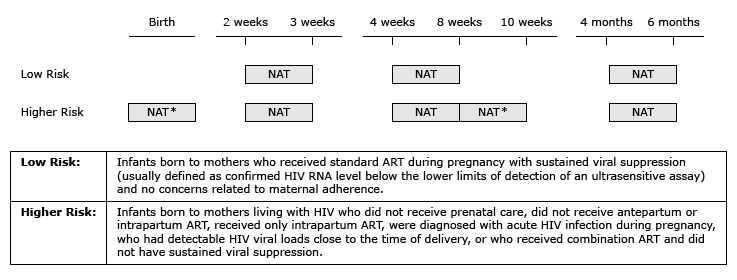 Birth 2 weeks 3 weeks 4 weeks 8 weeks 10 weeks 4 months 6 months
Low Risk NAT NAT NAT
Higher Risk NAT* NAT NAT NAT* NAT
Low Risk: Infants born to mothers who received standard ART during pregnancy with sustained viral suppression
(usually defined as confirmed HIV RNA level below the lower limits of detection of an ultrasensitive assay)
and no concerns related to maternal adherence.
Higher Risk: Infants born to mothers living with HIV who did not receive prenatal care, did not receive antepartum or
intrapartum ART, received only intrapartum ART, were diagnosed with acute HIV infection during pregnancy,
who had detectable HIV viral loads close to the time of delivery, or who received combination ART and did
not have sustained viral suppression.